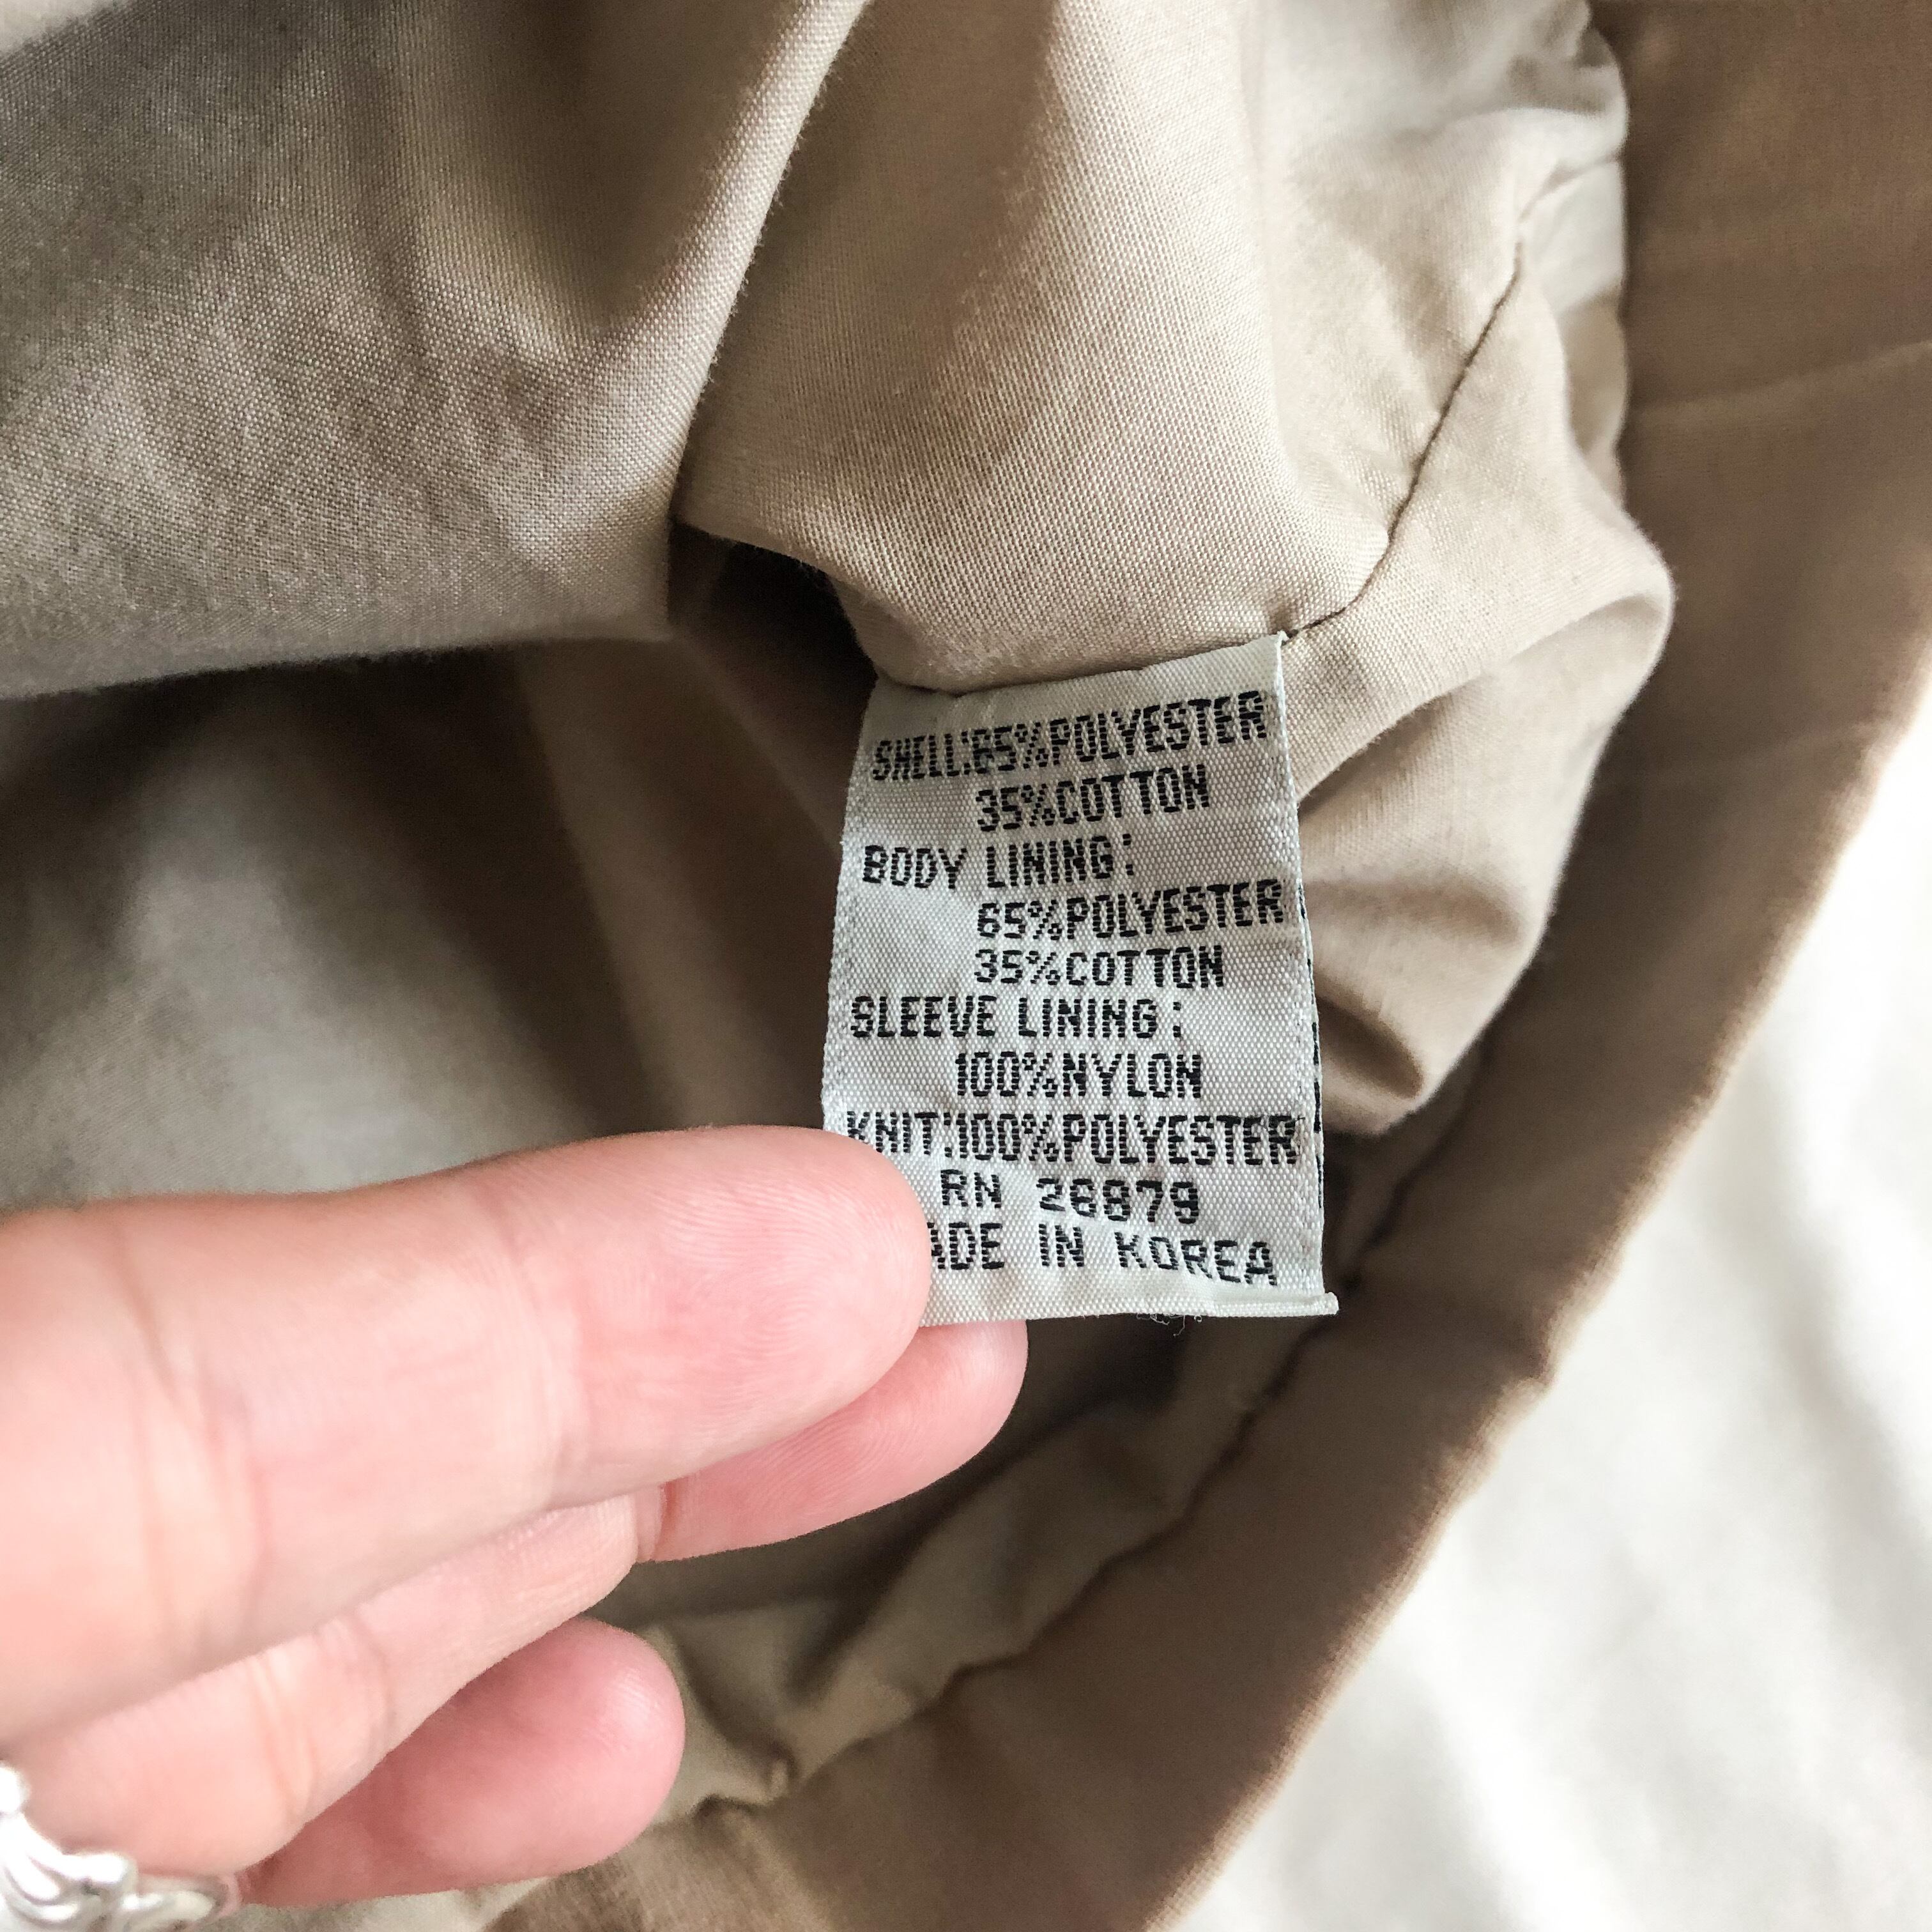 SHELL:65%POLYESTER
35%COTTON
BODY LINING:
65%POLYESTER
35%COTTON
SLEEVE LINING:
100%NYLON
KNIT:100%POLYESTER
RN
ADE IN KOREA